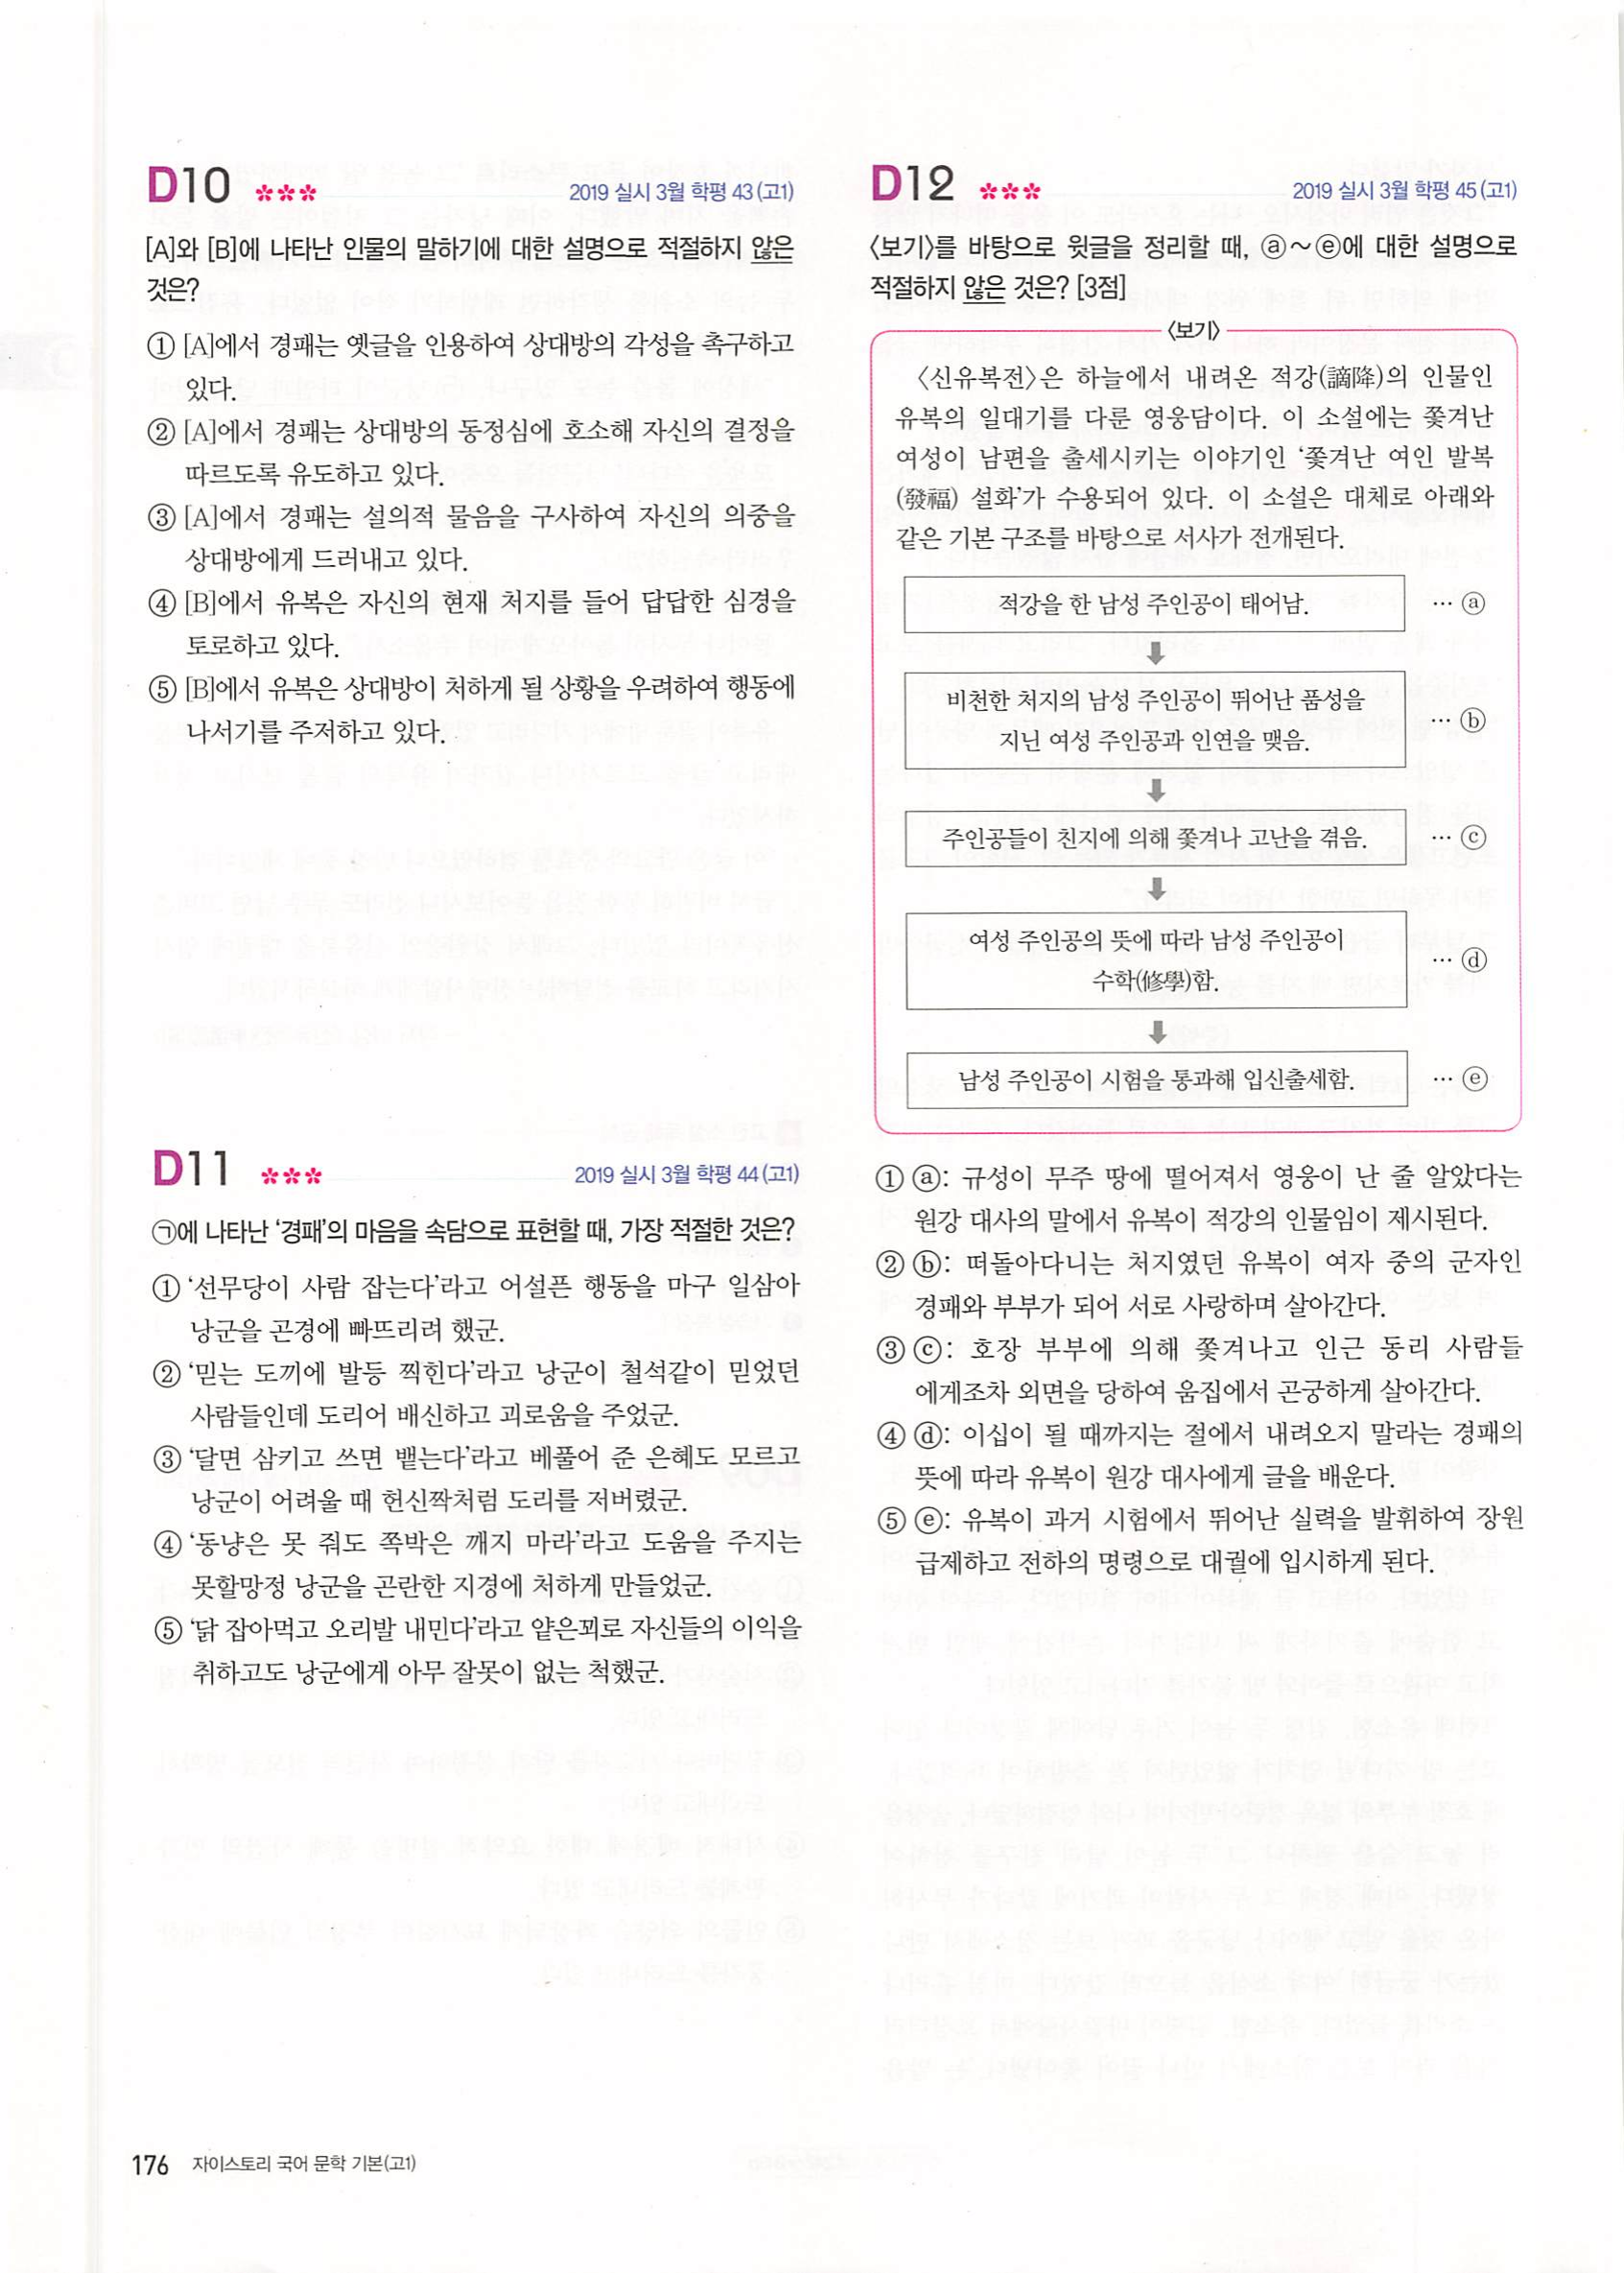 D10 ✲✲✲ 2019 실시 3월 학평 43 (고1)
[A]와 [B]에 나타난 인물의 말하기에 대한 설명으로 적절하지 않은
것은?
① [A]에서 경패는 옛글을 인용하여 상대방의 각성을 촉구하고
있다.
② [A]에서 경패는 상대방의 동정심에 호소해 자신의 결정을
따르도록 유도하고 있다.
③ [A]에서 경패는 설의적 물음을 구사하여 자신의 의중을
상대방에게 드러내고 있다.
④ [B]에서 유복은 자신의 현재 처지를 들어 답답한 심경을
토로하고 있다.
⑤ [B]에서 유복은 상대방이 처하게 될 상황을 우려하여 행동에
나서기를 주저하고 있다.
D11 ✲✲✲ 2019 실시 3월 학평 44 (고1)
㉠에 나타난 ‘경패’의 마음을 속담으로 표현할 때, 가장 적절한 것은?
① ‘선무당이 사람 잡는다’라고 어설픈 행동을 마구 일삼아
낭군을 곤경에 빠뜨리려 했군.
② ‘믿는 도끼에 발등 찍힌다’라고 낭군이 철석같이 믿었던
사람들인데 도리어 배신하고 괴로움을 주었군.
③ ‘달면 삼키고 쓰면 뱉는다’라고 베풀어 준 은혜도 모르고
낭군이 어려울 때 헌신짝처럼 도리를 저버렸군.
④ ‘동냥은 못 줘도 쪽박은 깨지 마라’라고 도움을 주지는
못할망정 낭군을 곤란한 지경에 처하게 만들었군.
⑤ ‘닭 잡아먹고 오리발 내민다’라고 얕은꾀로 자신들의 이익을
취하고도 낭군에게 아무 잘못이 없는 척했군.
D12 ✲✲✲ 2019 실시 3월 학평 45 (고1)
〈보기〉를 바탕으로 윗글을 정리할 때, ⓐ～ⓔ에 대한 설명으로
적절하지 않은 것은? [3점]
〈보기〉
〈신유복전〉은 하늘에서 내려온 적강(謫降)의 인물인
유복의 일대기를 다룬 영웅담이다. 이 소설에는 쫓겨난
여성이 남편을 출세시키는 이야기인 ‘쫓겨난 여인 발복
(發福) 설화’가 수용되어 있다. 이 소설은 대체로 아래와
같은 기본 구조를 바탕으로 서사가 전개된다.
적강을 한 남성 주인공이 태어남. … ⓐ
비천한 처지의 남성 주인공이 뛰어난 품성을
지닌 여성 주인공과 인연을 맺음. … ⓑ
주인공들이 친지에 의해 쫓겨나 고난을 겪음. … ⓒ
여성 주인공의 뜻에 따라 남성 주인공이
수학(修學)함. … ⓓ
남성 주인공이 시험을 통과해 입신출세함. … ⓔ
① ⓐ: 규성이 무주 땅에 떨어져서 영웅이 난 줄 알았다는
원강 대사의 말에서 유복이 적강의 인물임이 제시된다.
② ⓑ: 떠돌아다니는 처지였던 유복이 여자 중의 군자인
경패와 부부가 되어 서로 사랑하며 살아간다.
③ ⓒ: 호장 부부에 의해 쫓겨나고 인근 동리 사람들
에게조차 외면을 당하여 움집에서 곤궁하게 살아간다.
④ ⓓ: 이십이 될 때까지는 절에서 내려오지 말라는 경패의
뜻에 따라 유복이 원강 대사에게 글을 배운다.
⑤ ⓔ: 유복이 과거 시험에서 뛰어난 실력을 발휘하여 장원
급제하고 전하의 명령으로 대궐에 입시하게 된다.
176 자이스토리 국어 문학 기본(고1)